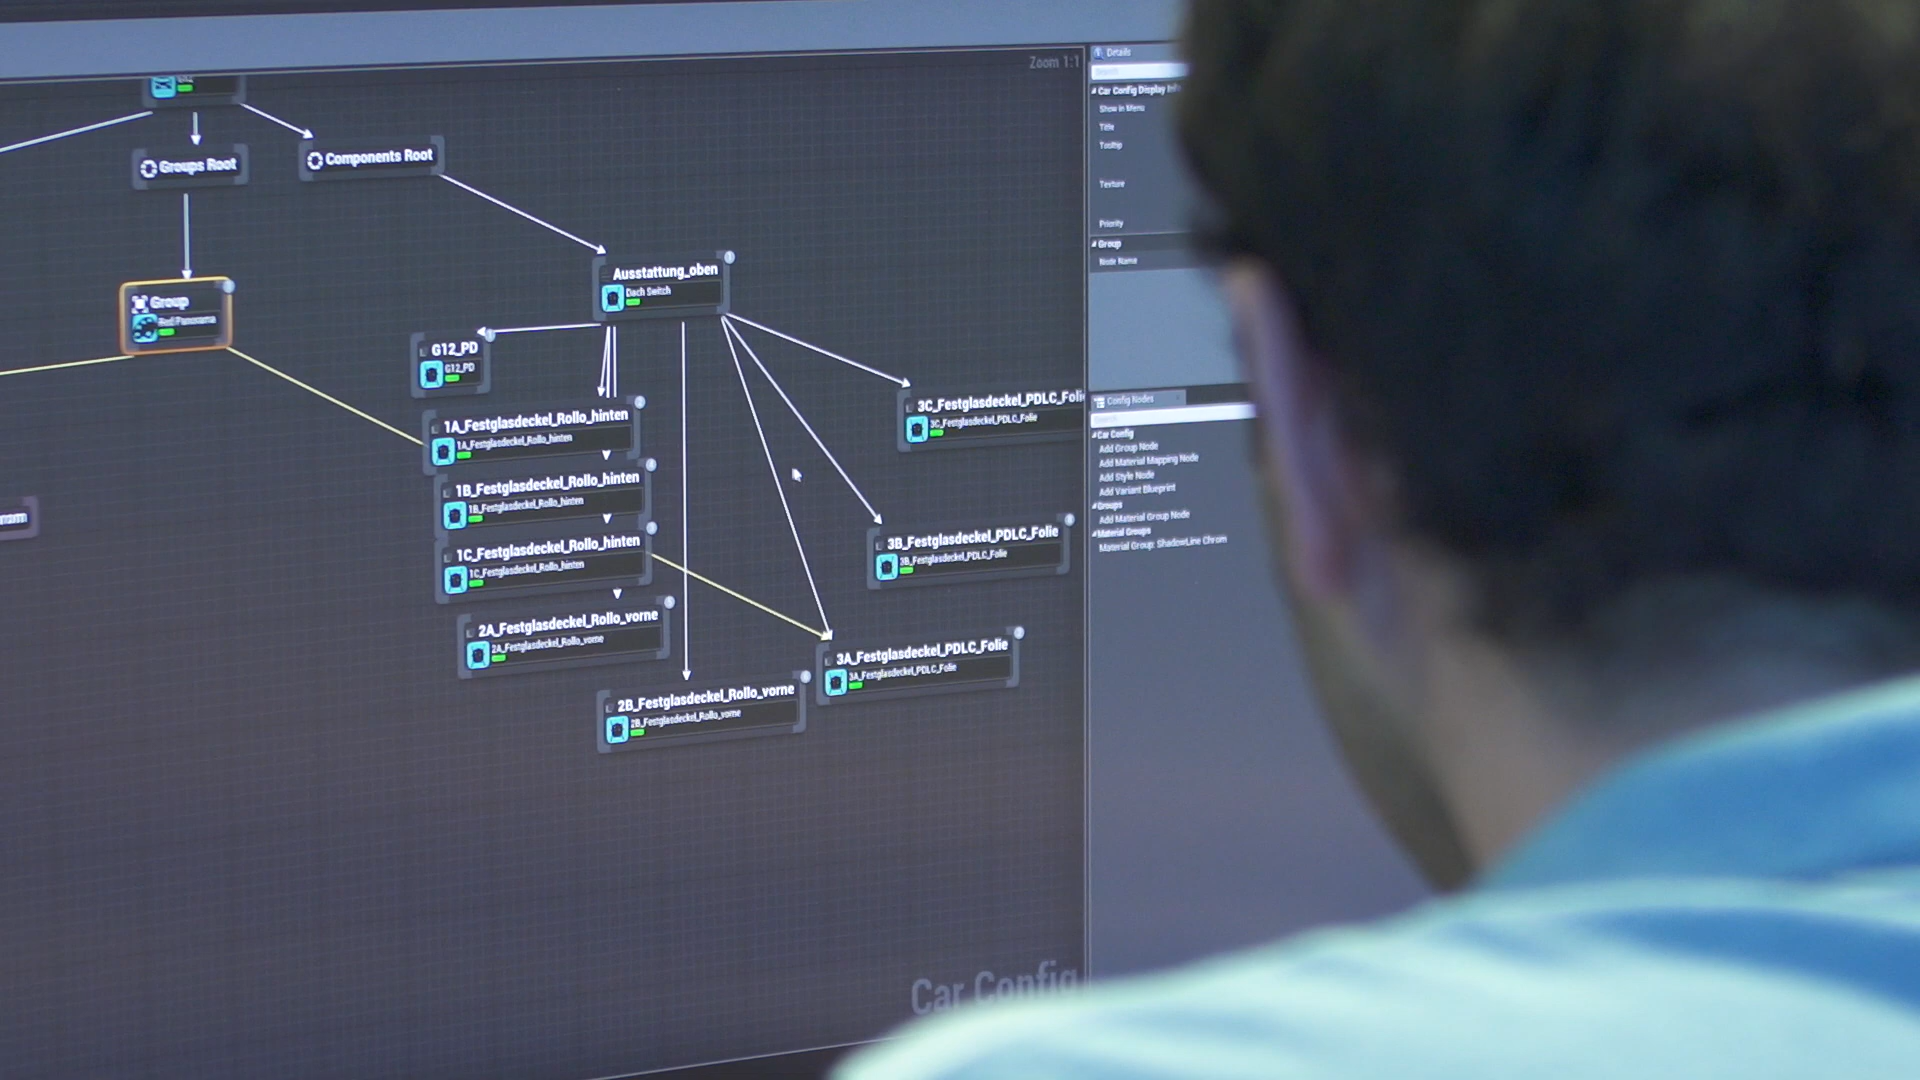 Zoom 1:1
Groups Root
Components Root
Group
Red Panorama
Ausstattung_oben
Dach Switch
G12_PD
G12_PD
1A_Festglasdeckel_Rollo_hinten
1A_Festglasdeckel_Rollo_hinten
1B_Festglasdeckel_Rollo_hinten
1B_Festglasdeckel_Rollo_hinten
1C_Festglasdeckel_Rollo_hinten
1C_Festglasdeckel_Rollo_hinten
2A_Festglasdeckel_Rollo_vorne
2A_Festglasdeckel_Rollo_vorne
2B_Festglasdeckel_Rollo_vorne
2B_Festglasdeckel_Rollo_vorne
3A_Festglasdeckel_PDLC_Folie
3A_Festglasdeckel_PDLC_Folie
3B_Festglasdeckel_PDLC_Folie
3B_Festglasdeckel_PDLC_Folie
3C_Festglasdeckel_PDLC_Foli
3C_Festglasdeckel_PDLC_Folie
Car Config
Details
Search
Car Config Display
Show in Menu
Title
Tooltip
Texture
Priority
Group
Node Name
Config Nodes
Car Config
Add Group Node
Add Material Mapping Node
Add Style Node
Add Variant Blueprint
Groups
Add Material Group Node
Material Groups
Material Group: ShadowLine Chrom